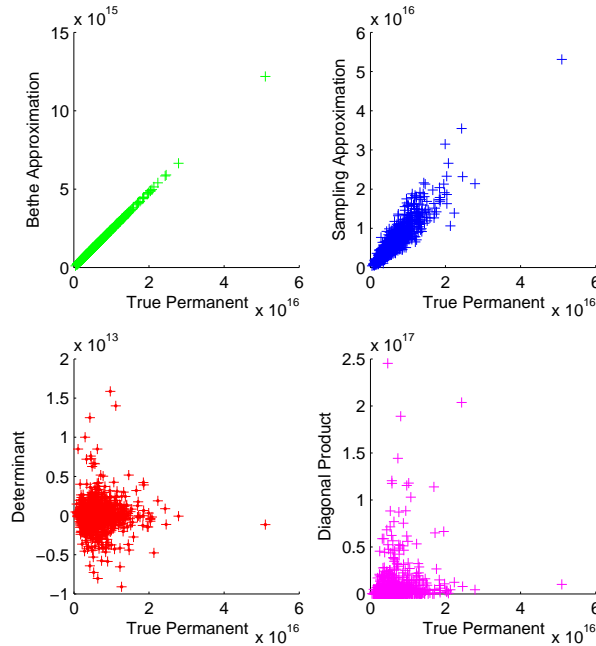 x 10^15
15
10
5
0
Bethe Approximation
0 2 4 6
True Permanent
x 10^16
x 10^16
6
5
4
3
2
1
0
Sampling Approximation
0 2 4 6
True Permanent
x 10^16
x 10^13
2
1.5
1
0.5
0
−0.5
−1
Determinant
0 2 4 6
True Permanent
x 10^16
x 10^17
2.5
2
1.5
1
0.5
0
Diagonal Product
0 2 4 6
True Permanent
x 10^16